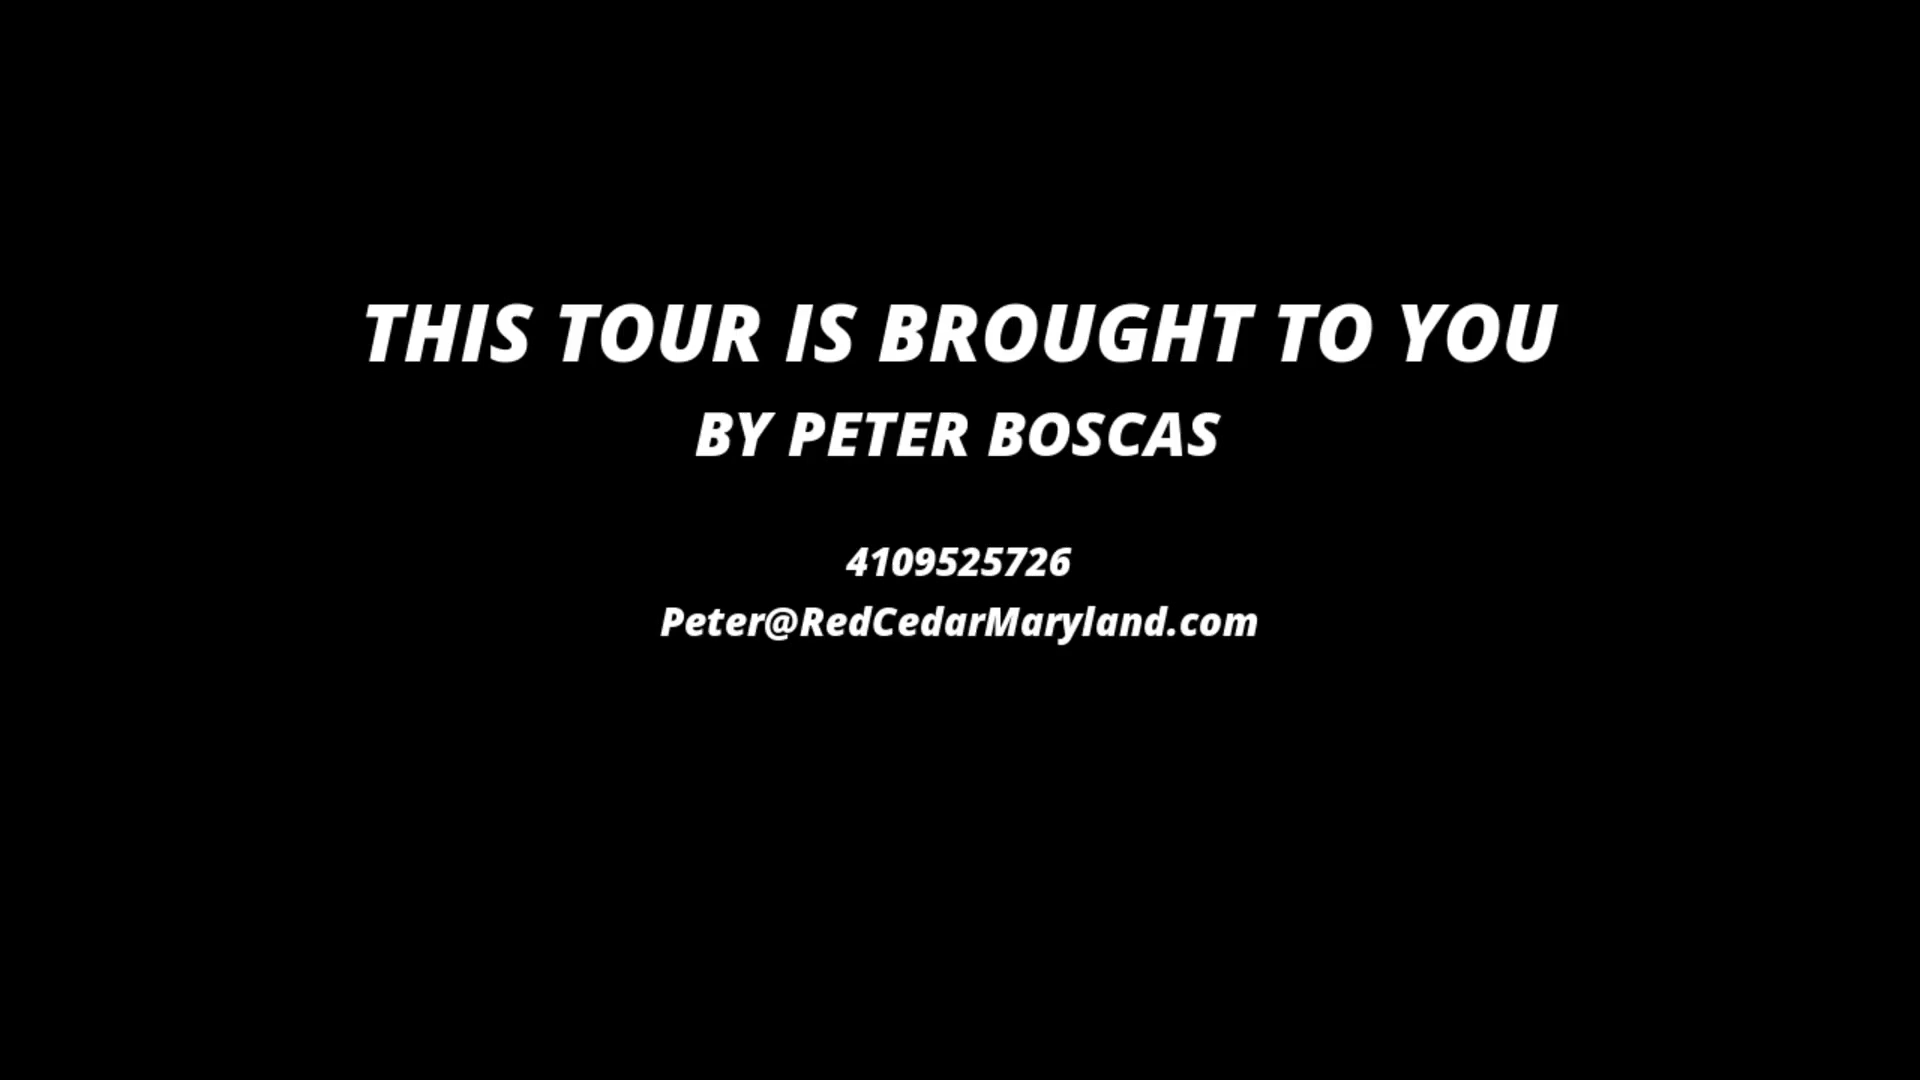 THIS TOUR IS BROUGHT TO YOU
BY PETER BOSCAS
4109525726
Peter@RedCedarMaryland.com